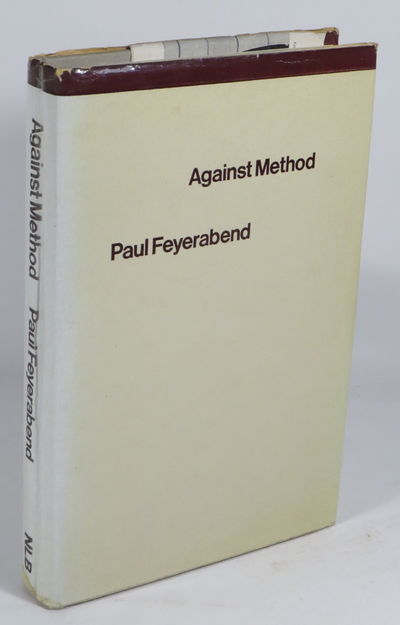 Against Method
Paul Feyerabend
Against Method Paul Feyerabend NLB